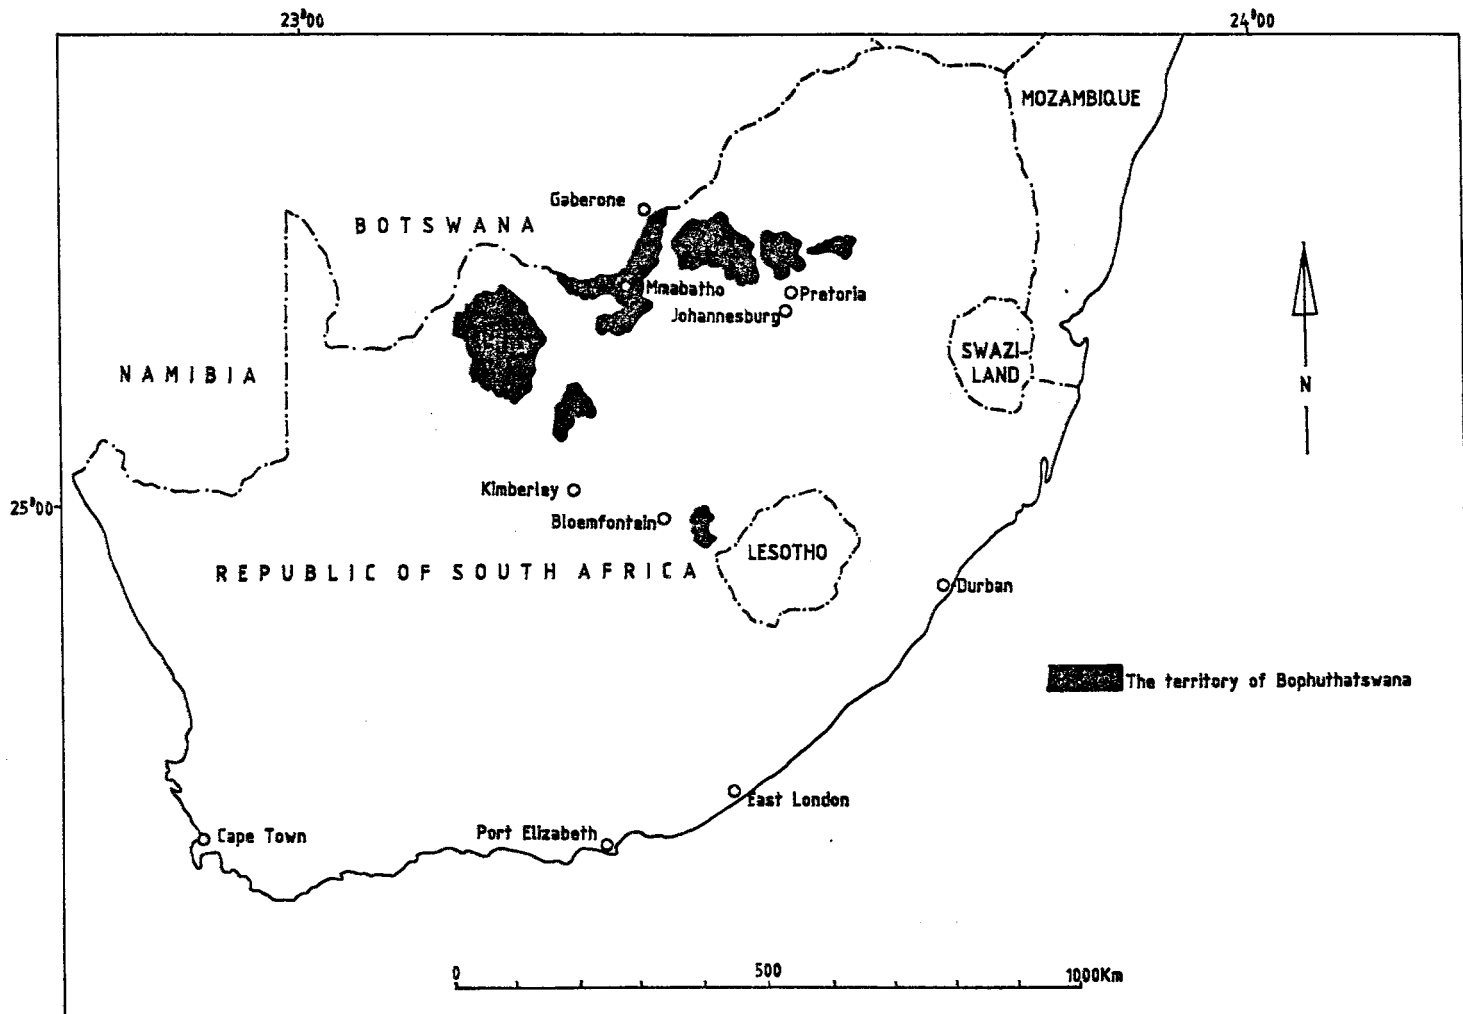 23°00
24°00
MOZAMBIQUE
Gaberone
BOTSWANA
Mmabatho
Pretoria
Johannesburg
SWAZI-
LAND
NAMIBIA
N
Kimberley
25°00
Bloemfontein
LESOTHO
REPUBLIC OF SOUTH AFRICA
Durban
The territory of Bophuthatswana
East London
Port Elizabeth
Cape Town
0 500 1000Km